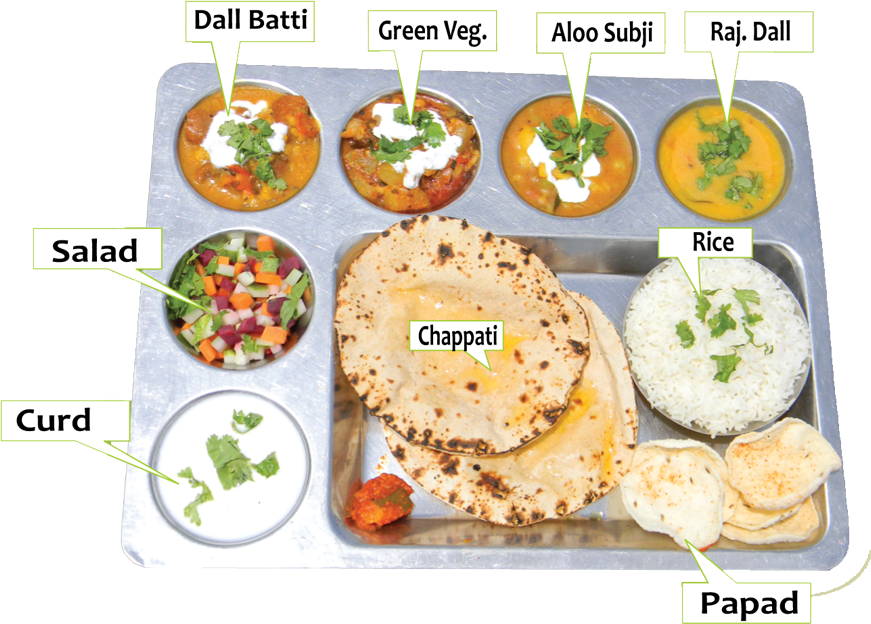 Dall Batti
Green Veg.
Aloo Subji
Raj. Dall
Salad
Rice
Chappati
Curd
Papad